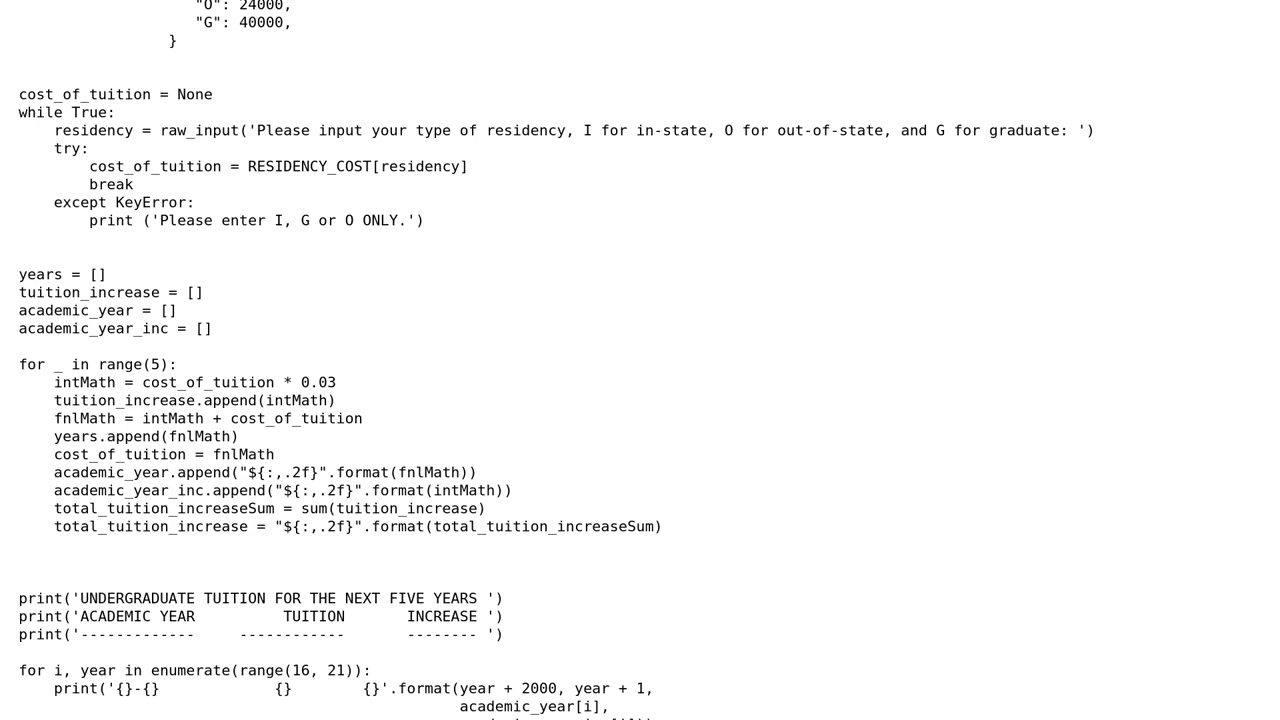 "O": 24000,
"G": 40000,
}
cost_of_tuition = None
while True:
    residency = raw_input('Please input your type of residency, I for in-state, O for out-of-state, and G for graduate: ')
    try:
        cost_of_tuition = RESIDENCY_COST[residency]
        break
    except KeyError:
        print ('Please enter I, G or O ONLY.')
years = []
tuition_increase = []
academic_year = []
academic_year_inc = []
for _ in range(5):
    intMath = cost_of_tuition * 0.03
    tuition_increase.append(intMath)
    fnlMath = intMath + cost_of_tuition
    years.append(fnlMath)
    cost_of_tuition = fnlMath
    academic_year.append("${:,.2f}".format(fnlMath))
    academic_year_inc.append("${:,.2f}".format(intMath))
    total_tuition_increaseSum = sum(tuition_increase)
    total_tuition_increase = "${:,.2f}".format(total_tuition_increaseSum)
print('UNDERGRADUATE TUITION FOR THE NEXT FIVE YEARS ')
print('ACADEMIC YEAR          TUITION       INCREASE ')
print('-------------     ------------       -------- ')
for i, year in enumerate(range(16, 21)):
    print('{}-{}             {}        {}'.format(year + 2000, year + 1,
                                                  academic_year[i],